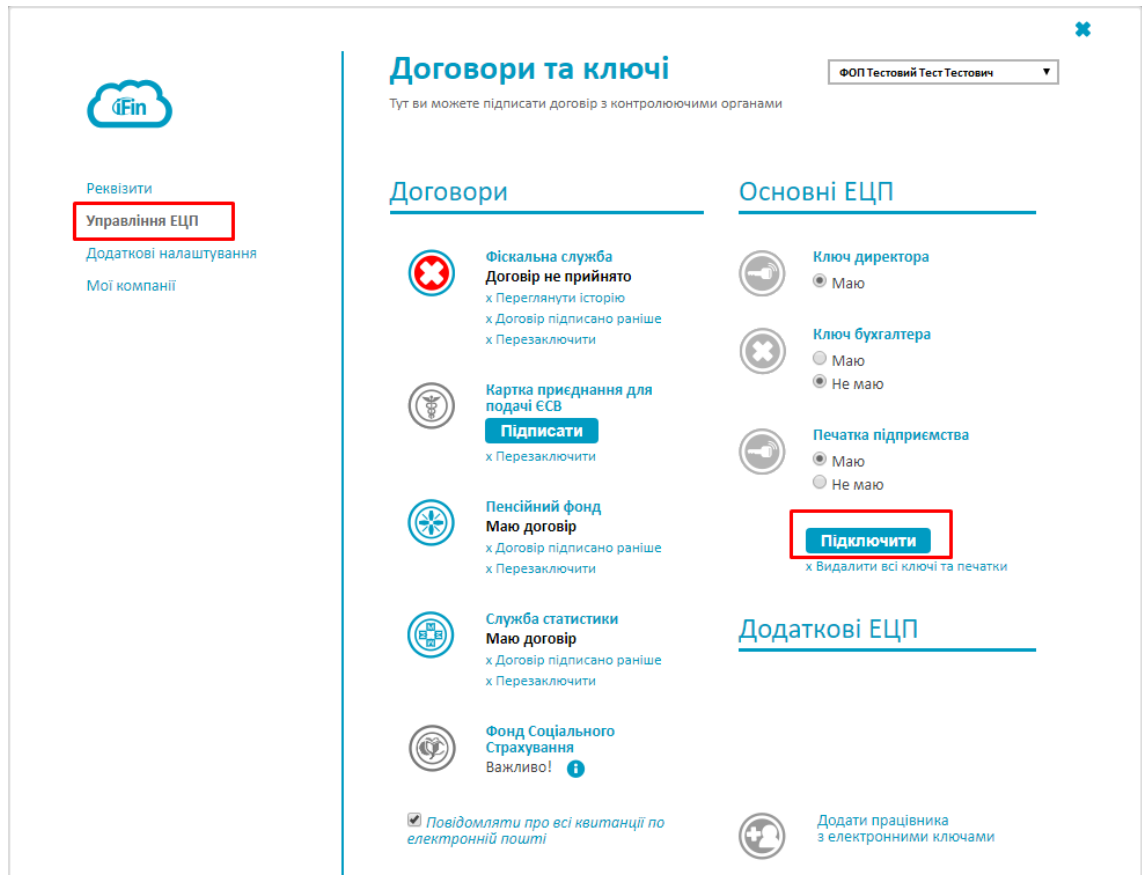 iFin
Реквізити
Управління ЕЦП
Додаткові налаштування
Мої компанії
Договори та ключі
Тут ви можете підписати договір з контролюючими органами
ФОП Тестовий Тест Тестович
Договори
Фіскальна служба
Договір не прийнято
x Переглянути історію
x Договір підписано раніше
x Перезаключити
Картка приєднання для
подачі ЄСВ
Підписати
x Перезаключити
Пенсійний фонд
Маю договір
x Договір підписано раніше
x Перезаключити
Служба статистики
Маю договір
x Договір підписано раніше
x Перезаключити
Фонд Соціального
Страхування
Важливо! i
Повідомляти про всі квитанції по
електронній пошті
Основні ЕЦП
Ключ директора
Маю
Ключ бухгалтера
Маю
Не маю
Печатка підприємства
Маю
Не маю
Підключити
x Видалити всі ключі та печатки
Додаткові ЕЦП
Додати працівника
з електронними ключами